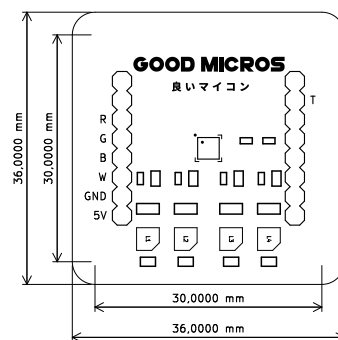 GOOD MICROS
良いマイコン
T
R
G
B
W
GND
5V
36,0000 mm
30,0000 mm
30,0000 mm
36,0000 mm